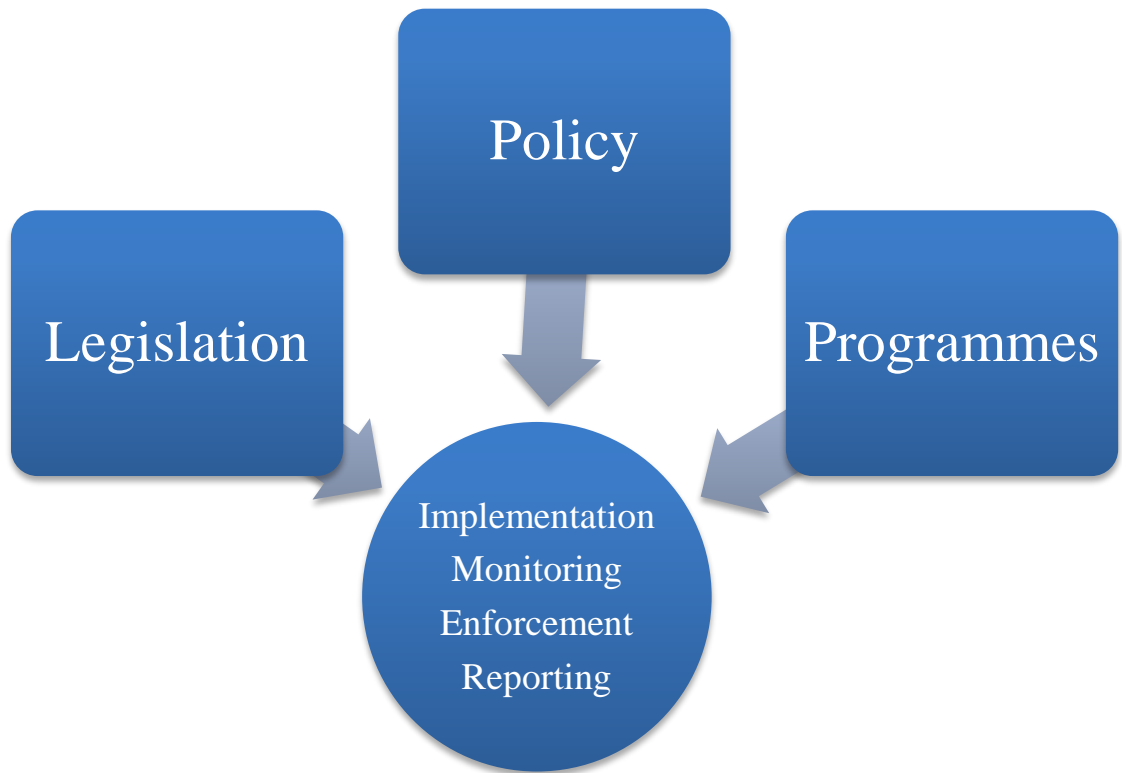 Policy
Legislation
Programmes
Implementation
Monitoring
Enforcement
Reporting